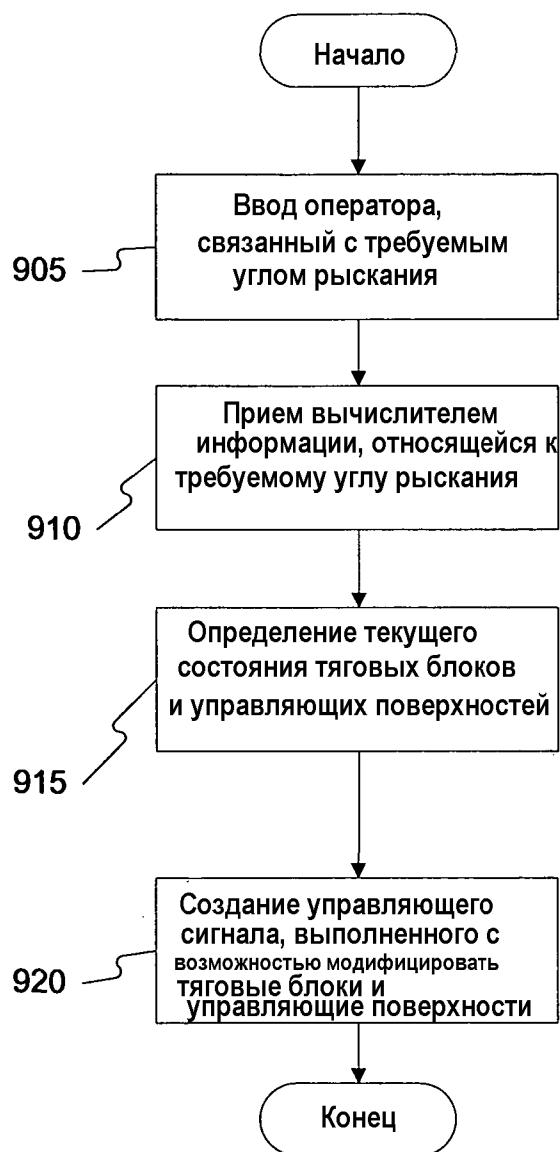 Начало
Ввод оператора,
связанный с требуемым
углом рыскания
905
Прием вычислителем
информации, относящейся к
требуемому углу рыскания
910
Определение текущего
состояния тяговых блоков
и управляющих поверхностей
915
Создание управляющего
сигнала, выполненного с
возможностью модифицировать
тяговые блоки и
управляющие поверхности
920
Конец